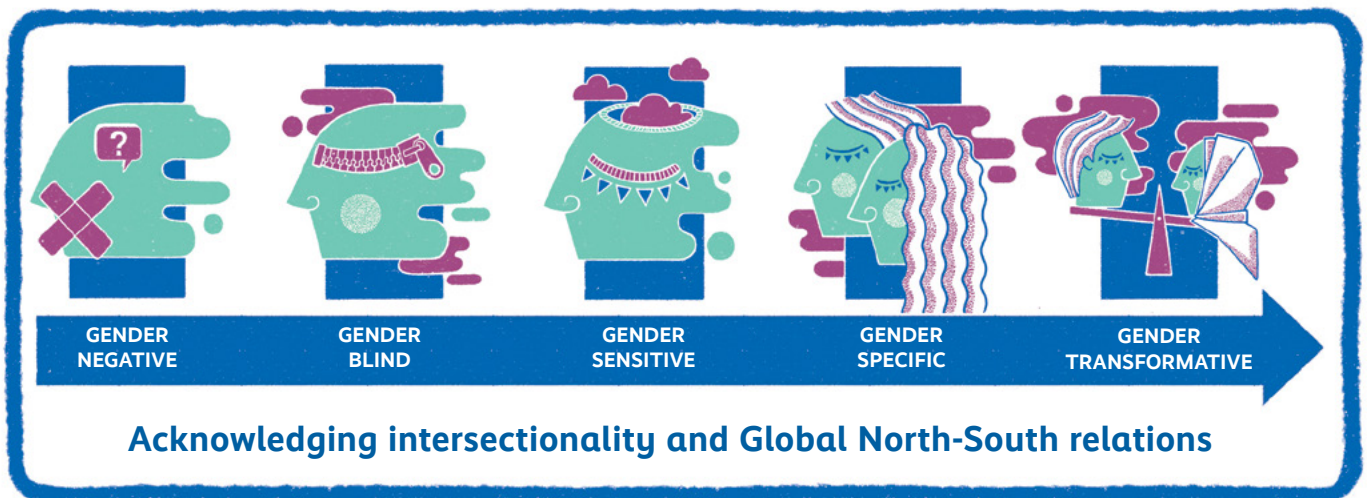 ?
GENDER
NEGATIVE
GENDER
BLIND
GENDER
SENSITIVE
GENDER
SPECIFIC
GENDER
TRANSFORMATIVE
Acknowledging intersectionality and Global North-South relations